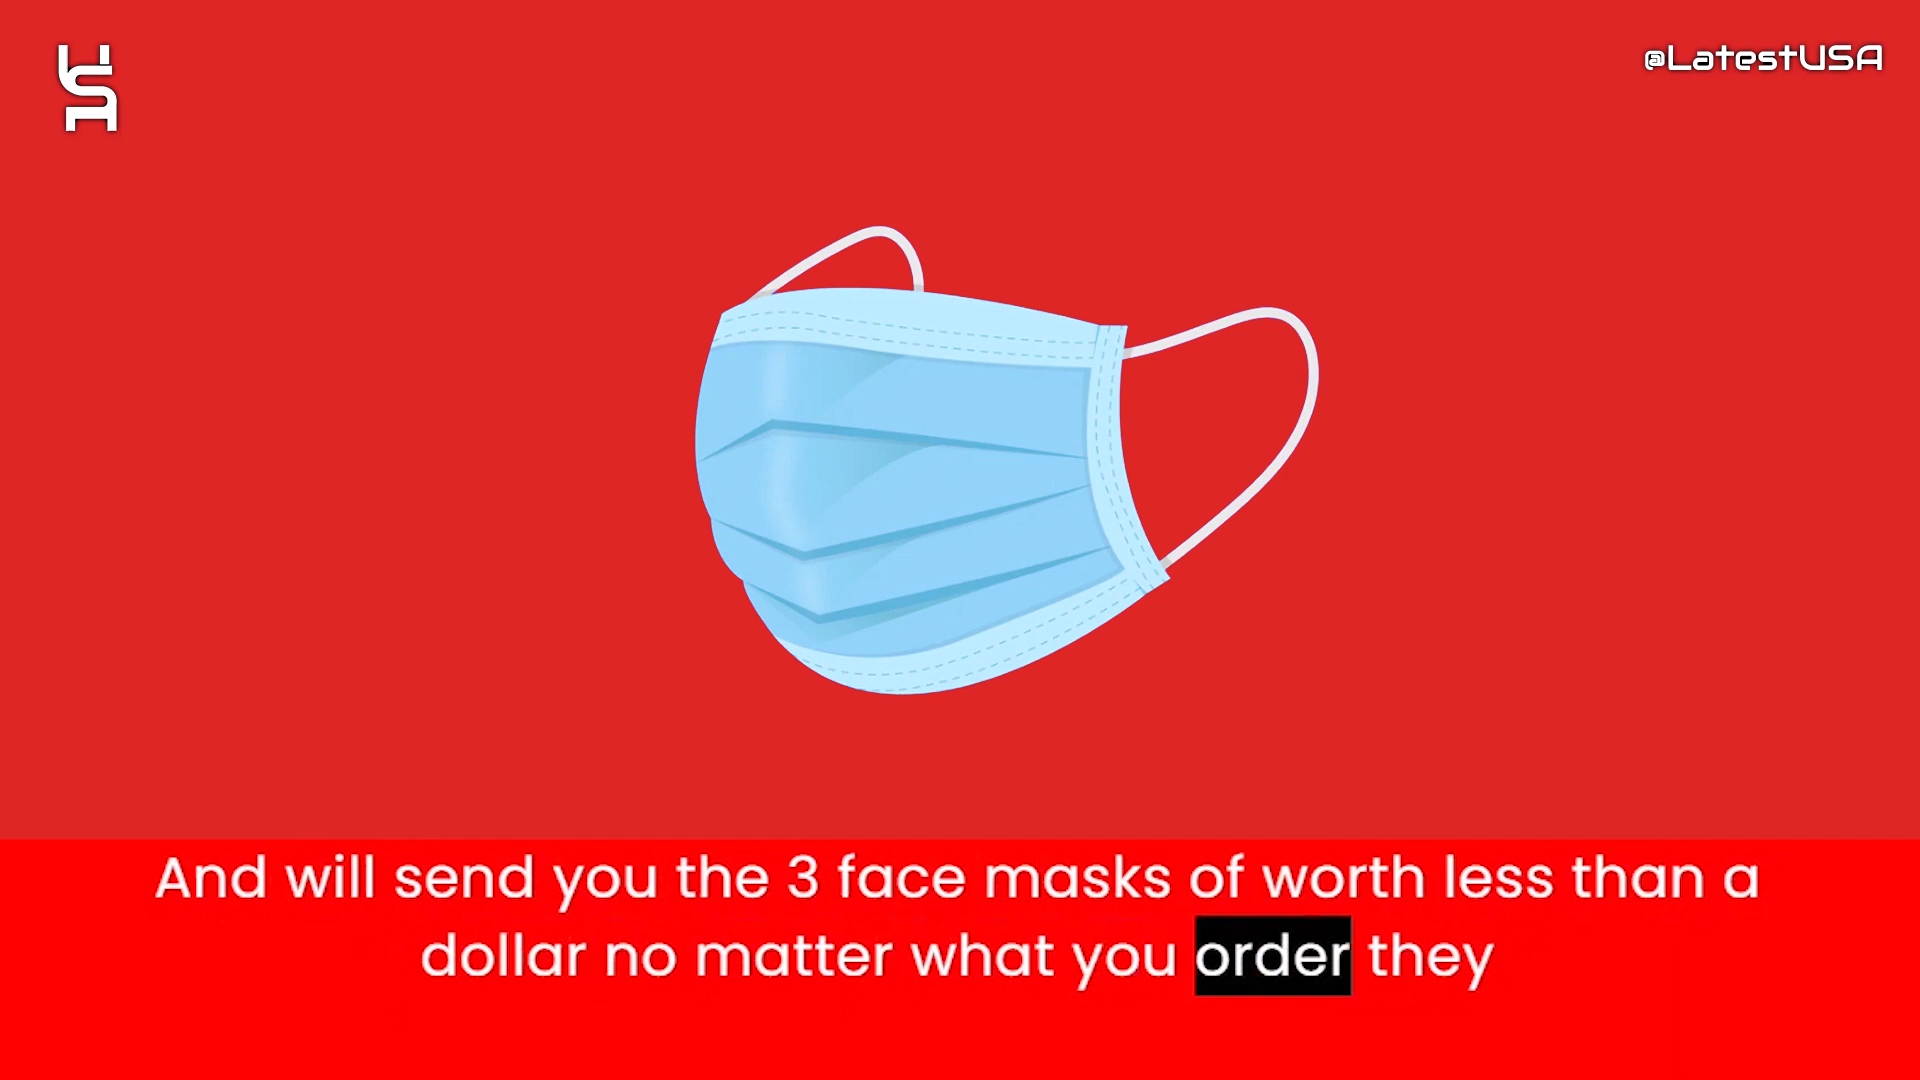 USA
@LatestUSA
And will send you the 3 face masks of worth less than a
dollar no matter what you order they